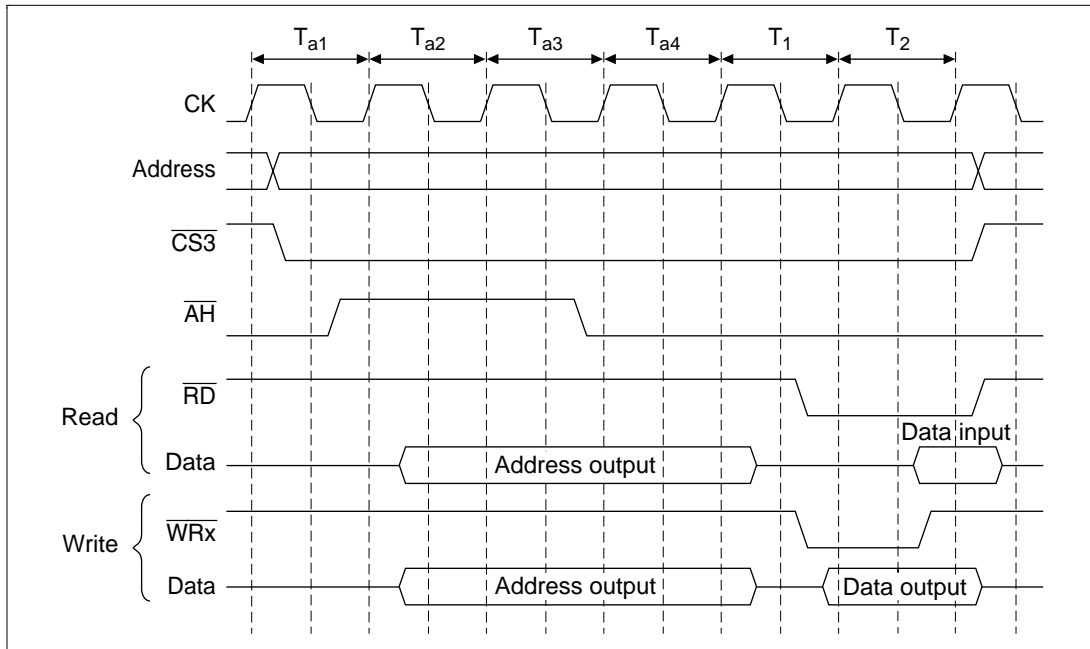 Ta1 Ta2 Ta3 Ta4 T1 T2
CK
Address
CS3
AH
RD
Read
Data input
Data Address output
WRx
Write
Data Address output Data output